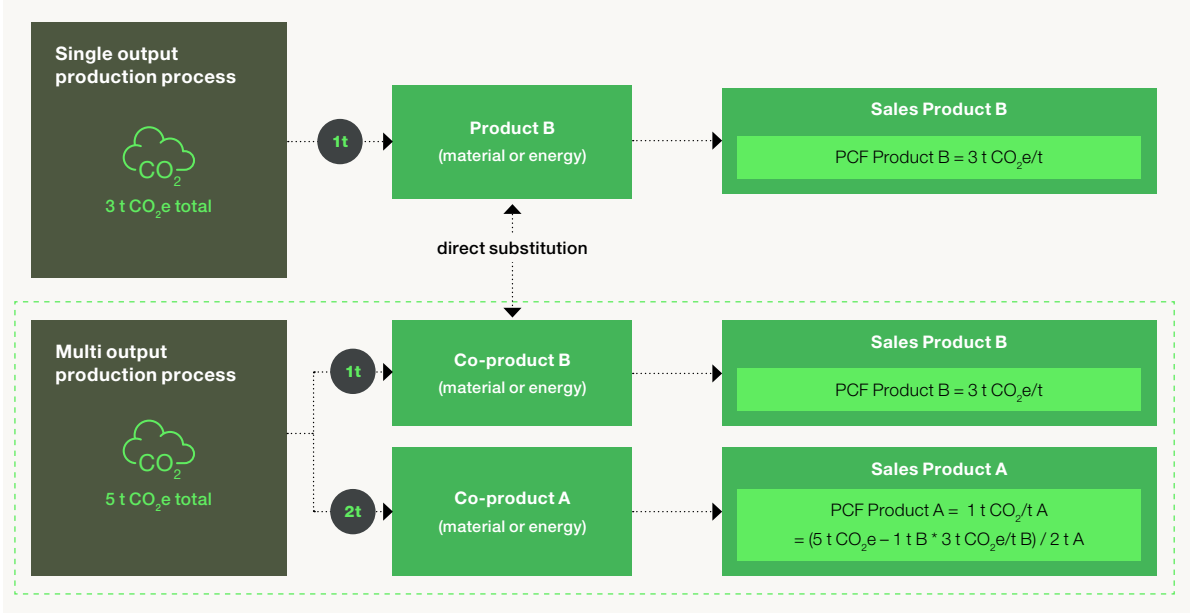 Single output
production process
CO₂
3 t CO₂e total
1t
Product B
(material or energy)
Sales Product B
PCF Product B = 3 t CO₂e/t
direct substitution
Multi output
production process
CO₂
5 t CO₂e total
1t
Co-product B
(material or energy)
Sales Product B
PCF Product B = 3 t CO₂e/t
2t
Co-product A
(material or energy)
Sales Product A
PCF Product A = 1 t CO₂/t A
= (5 t CO₂e – 1 t B * 3 t CO₂e/t B) / 2 t A